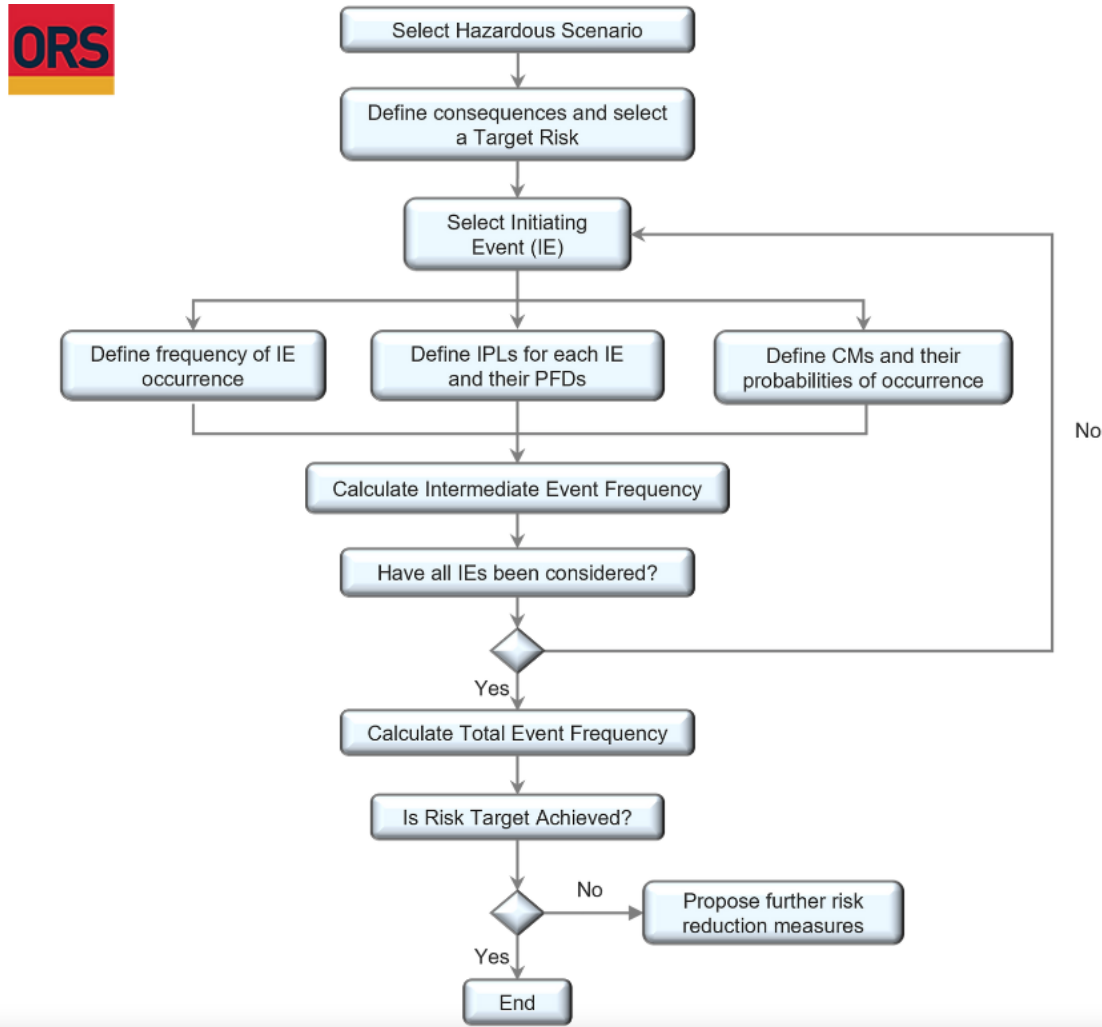 ORS
Select Hazardous Scenario
Define consequences and select
a Target Risk
Select Initiating
Event (IE)
Define frequency of IE
occurrence
Define IPLs for each IE
and their PFDs
Define CMs and their
probabilities of occurrence
No
Calculate Intermediate Event Frequency
Have all IEs been considered?
Yes
Calculate Total Event Frequency
Is Risk Target Achieved?
No
Propose further risk
reduction measures
Yes
End